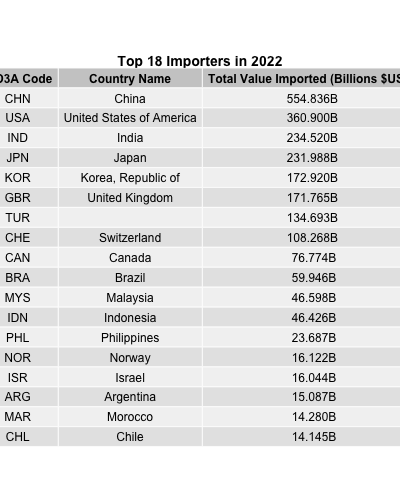 Top 18 Importers in 2022
O3A Code Country Name Total Value Imported (Billions $US
CHN China 554.836B
USA United States of America 360.900B
IND India 234.520B
JPN Japan 231.988B
KOR Korea, Republic of 172.920B
GBR United Kingdom 171.765B
TUR 134.693B
CHE Switzerland 108.268B
CAN Canada 76.774B
BRA Brazil 59.946B
MYS Malaysia 46.598B
IDN Indonesia 46.426B
PHL Philippines 23.687B
NOR Norway 16.122B
ISR Israel 16.044B
ARG Argentina 15.087B
MAR Morocco 14.280B
CHL Chile 14.145B